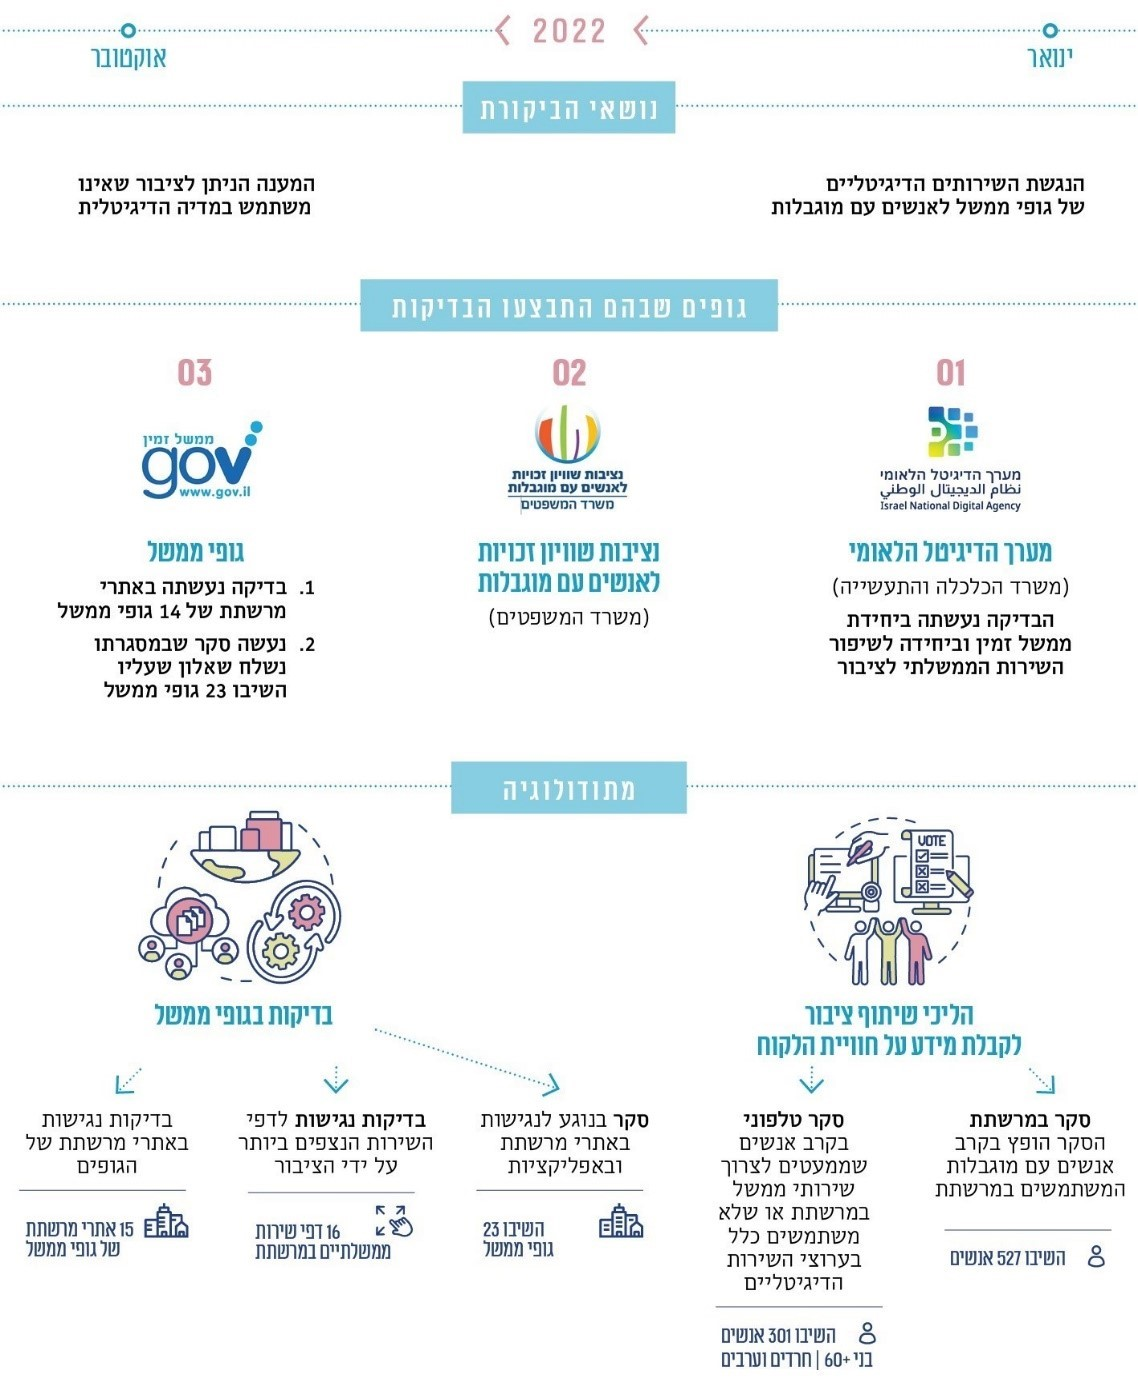 2022
ינואר
אוקטובר
נושאי הביקורת
הנגשת השירותים הדיגיטליים
של גופי ממשל לאנשים עם מוגבלות
המענה הניתן לציבור שאינו
משתמש במדיה הדיגיטלית
גופים שבהם התבצעו הבדיקות
01
מערך הדיגיטל הלאומי
نظام الديجيتال الوطني
Israel National Digital Agency
מערך הדיגיטל הלאומי
(משרד הכלכלה והתעשייה)
הבדיקה נעשתה ביחידת
ממשל זמין וביחידה לשיפור
השירות הממשלתי לציבור
02
נציבות שוויון זכויות
לאנשים עם מוגבלות
משרד המשפטים
נציבות שוויון זכויות
לאנשים עם מוגבלות
(משרד המשפטים)
03
ממשל זמין
gov
www.gov.il
גופי ממשל
1. בדיקה נעשתה באתרי
מרשתת של 14 גופי ממשל
2. נעשה סקר שבמסגרתו
נשלח שאלון שעליו
השיבו 23 גופי ממשל
מתודולוגיה
VOTE
הליכי שיתוף ציבור
לקבלת מידע על חוויית הלקוח
סקר במרשתת
הסקר הופץ בקרב
אנשים עם מוגבלות
המשתמשים במרשתת
השיבו 527 אנשים
סקר טלפוני
בקרב אנשים
שממעטים לצרוך
שירותי ממשל
במרשתת או שלא
משתמשים כלל
בערוצי השירות
הדיגיטליים
השיבו 301 אנשים
בני +60 | חרדים וערבים
בדיקות בגופי ממשל
סקר בנוגע לנגישות
באתרי מרשתת
ובאפליקציות
השיבו 23
גופי ממשל
בדיקות נגישות לדפי
השירות הנצפים ביותר
על ידי הציבור
16 דפי שירות
ממשלתיים במרשתת
בדיקות נגישות
באתרי מרשתת של
הגופים
15 אתרי מרשתת
של גופי ממשל